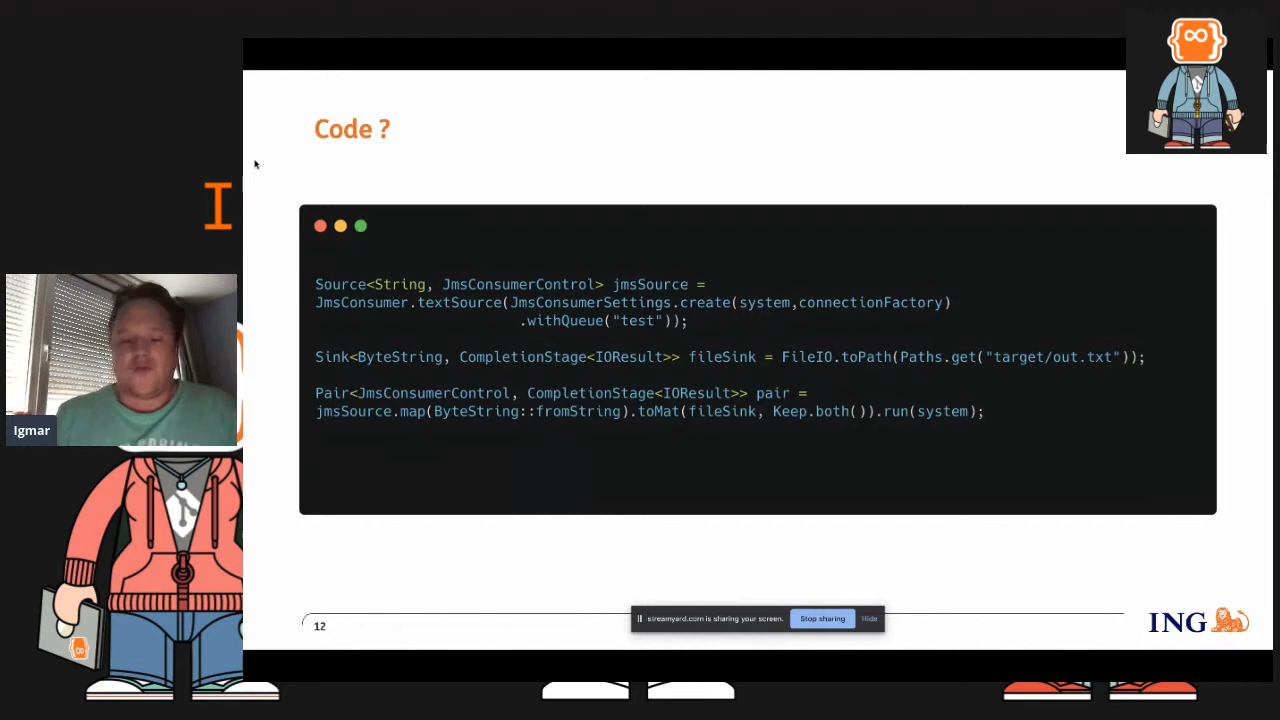 Code ?
I
Source<String, JmsConsumerControl> jmsSource =
JmsConsumer.textSource(JmsConsumerSettings.create(system,connectionFactory)
.withQueue("test"));
Sink<ByteString, CompletionStage<IOResult>> fileSink = FileIO.toPath(Paths.get("target/out.txt"));
Pair<JmsConsumerControl, CompletionStage<IOResult>> pair =
jmsSource.map(ByteString::fromString).toMat(fileSink, Keep.both()).run(system);
Igmar
streamyard.com is sharing your screen. Stop sharing Hide
12
ING